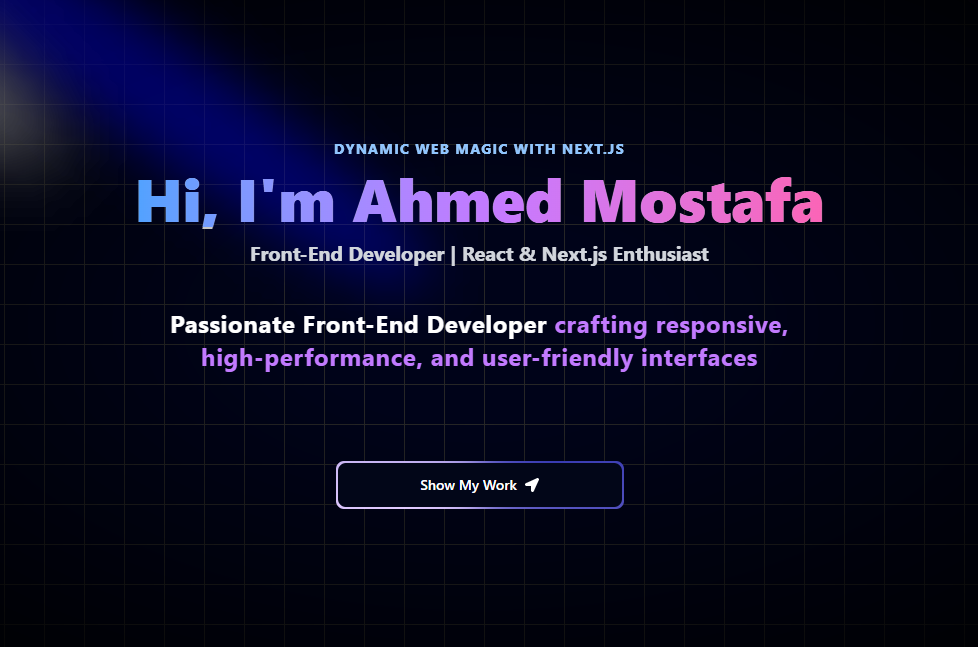 DYNAMIC WEB MAGIC WITH NEXT.JS
Hi, I'm Ahmed Mostafa
Front-End Developer | React & Next.js Enthusiast
Passionate Front-End Developer crafting responsive,
high-performance, and user-friendly interfaces
Show My Work